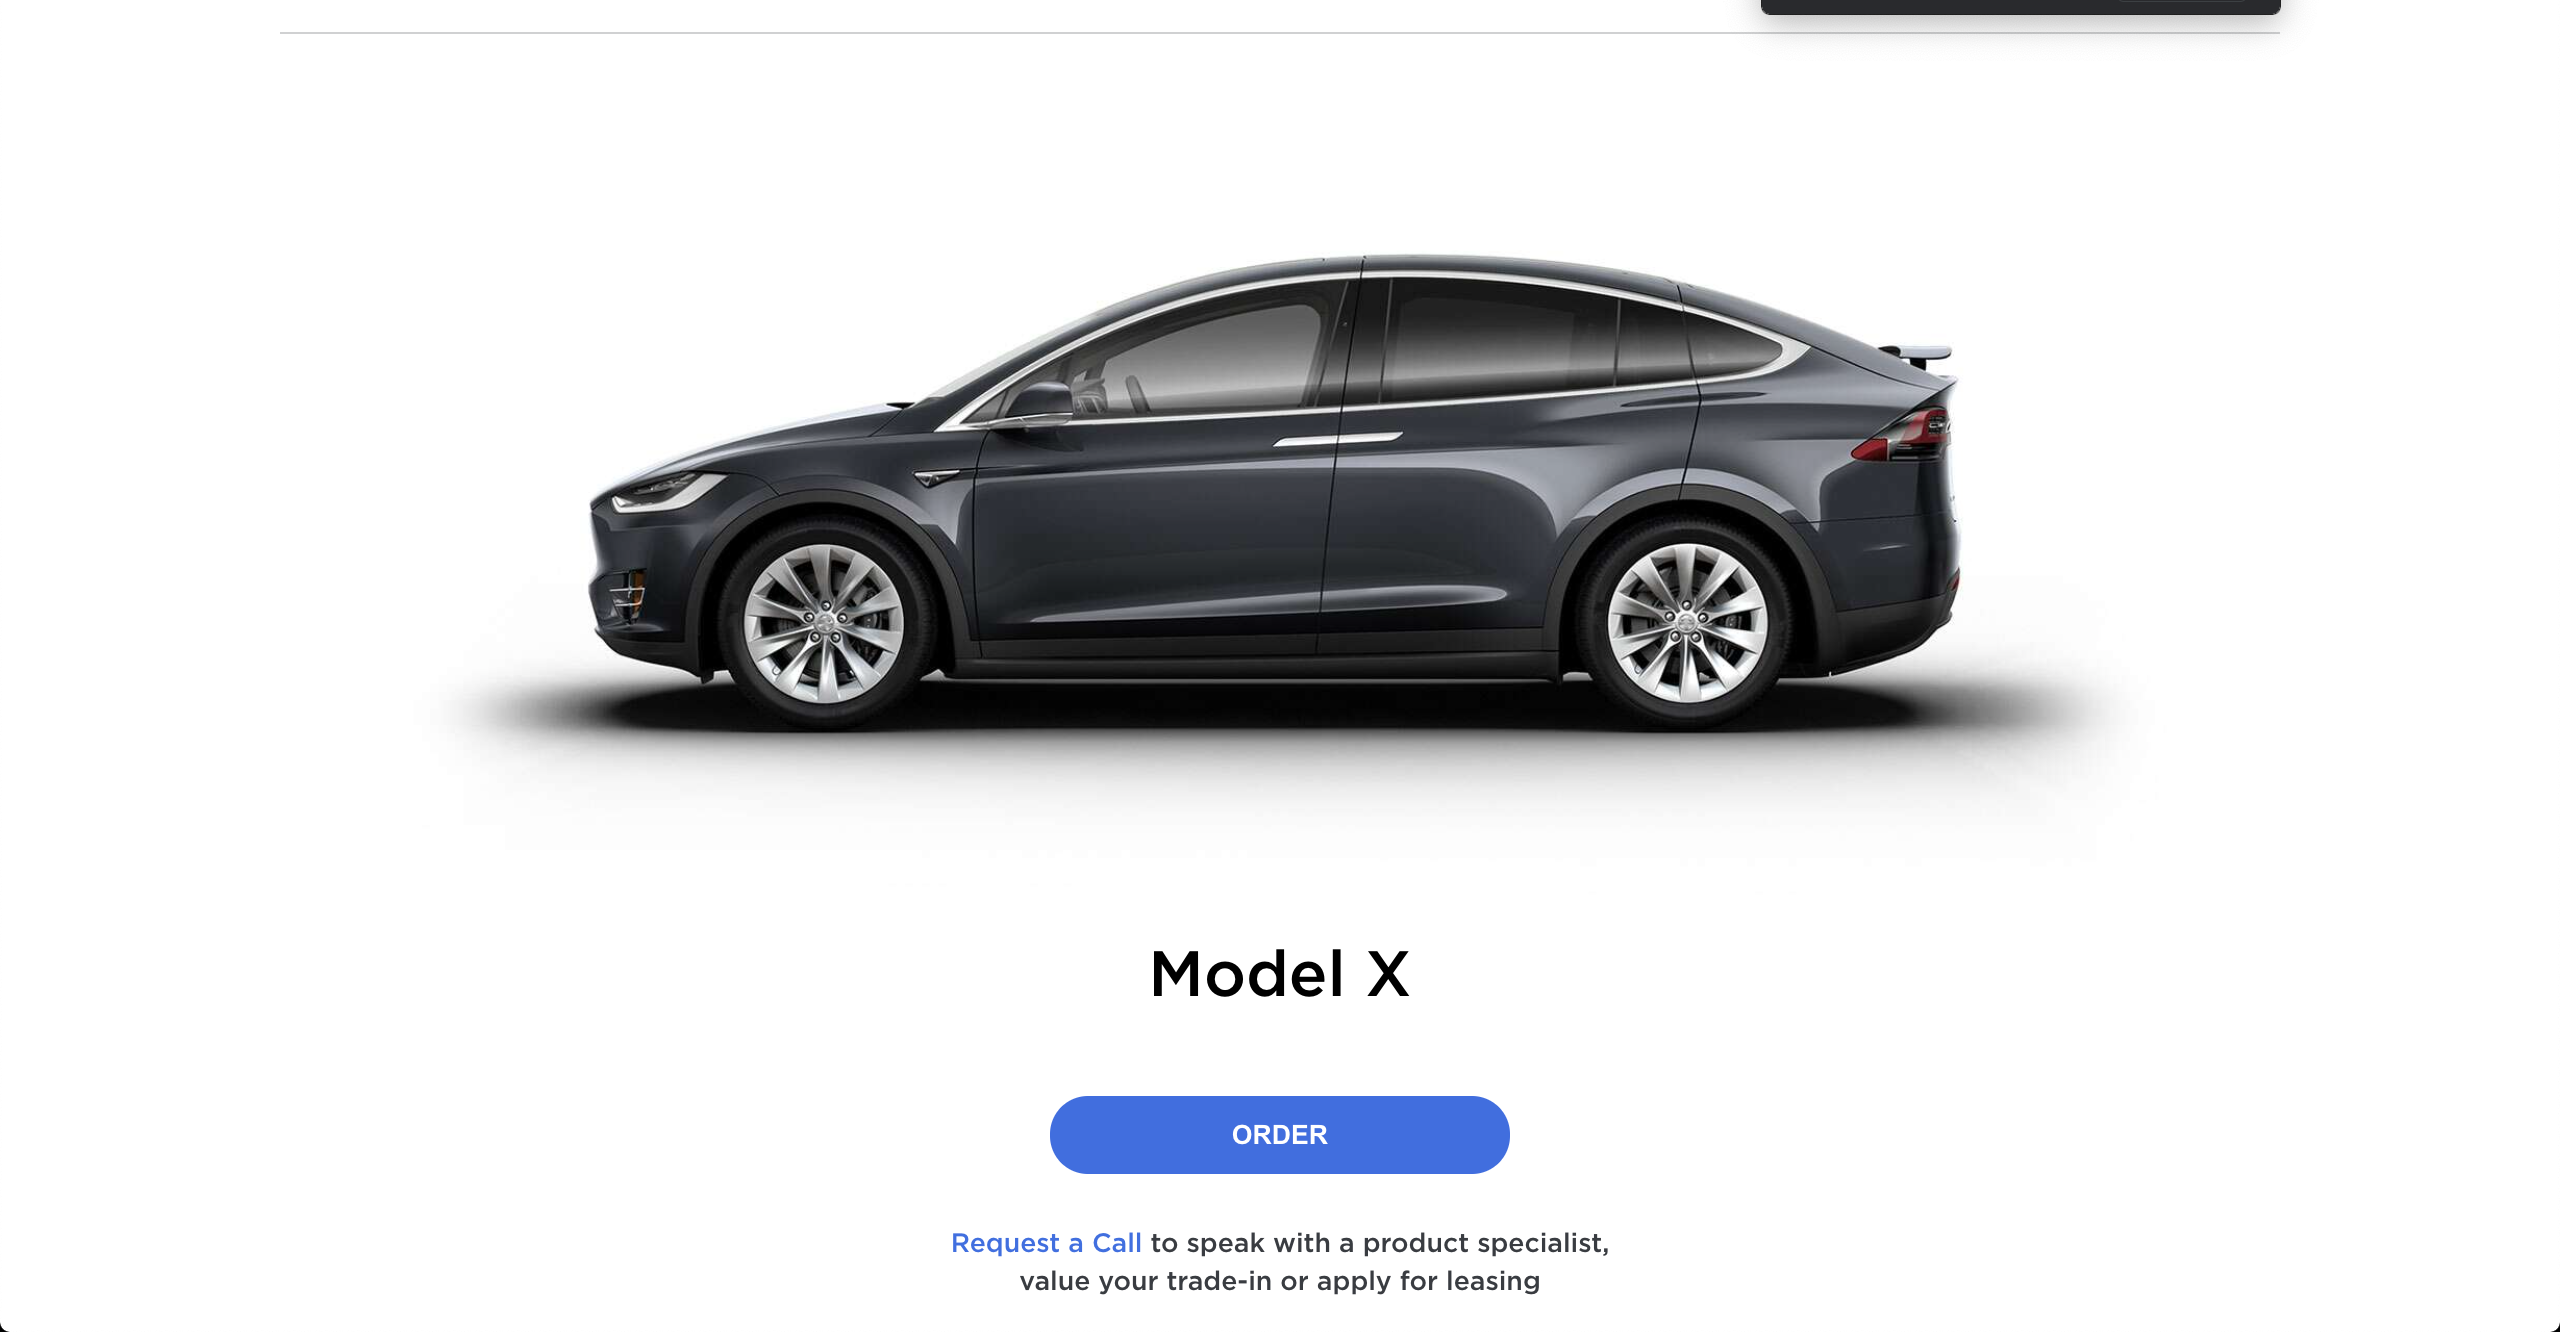 Model X
ORDER
Request a Call to speak with a product specialist,
value your trade-in or apply for leasing